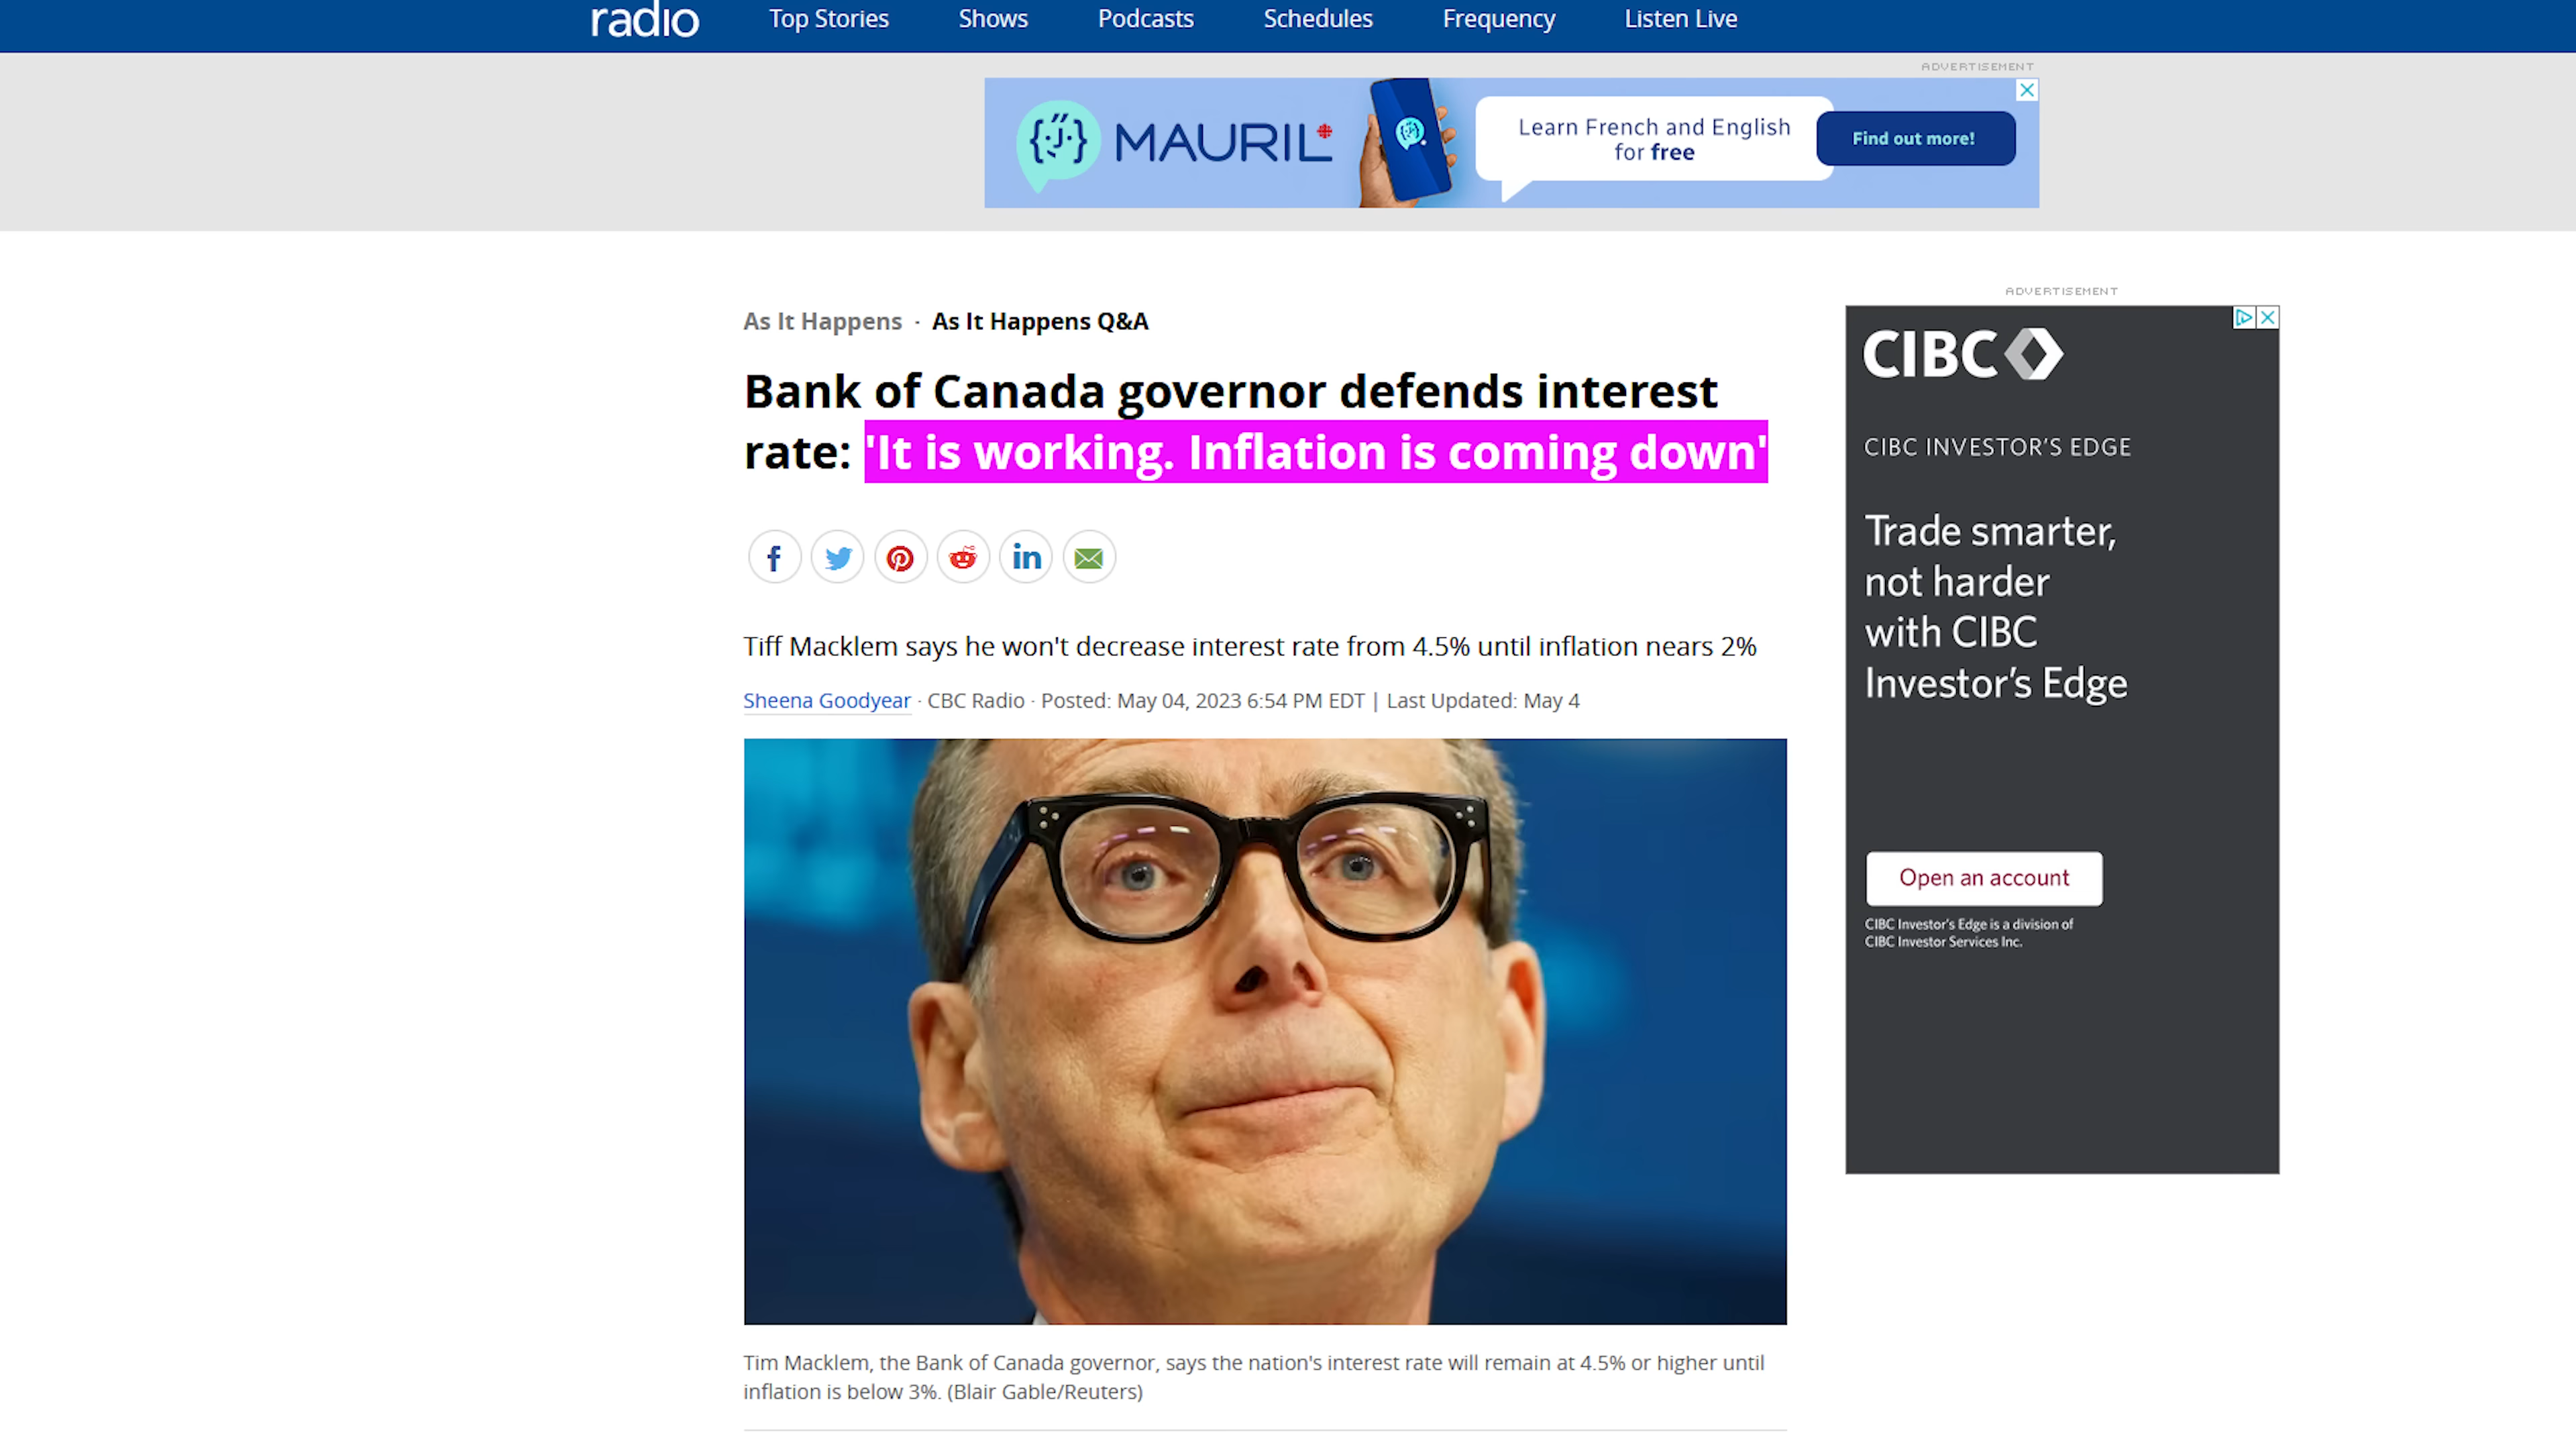 radio
Top Stories Shows Podcasts Schedules Frequency Listen Live
ADVERTISEMENT
MAURIL
Learn French and English
for free
Find out more!
ADVERTISEMENT
As It Happens · As It Happens Q&A
Bank of Canada governor defends interest
rate: 'It is working. Inflation is coming down'
Tiff Macklem says he won't decrease interest rate from 4.5% until inflation nears 2%
Sheena Goodyear · CBC Radio · Posted: May 04, 2023 6:54 PM EDT | Last Updated: May 4
Tim Macklem, the Bank of Canada governor, says the nation's interest rate will remain at 4.5% or higher until
inflation is below 3%. (Blair Gable/Reuters)
CIBC
CIBC INVESTOR'S EDGE
Trade smarter,
not harder
with CIBC
Investor's Edge
Open an account
CIBC Investor's Edge is a division of
CIBC Investor Services Inc.